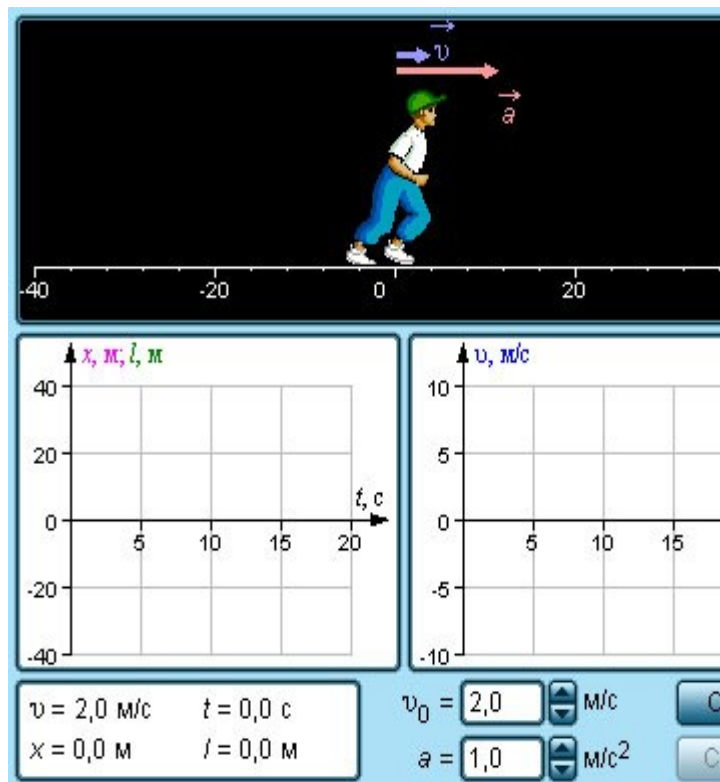 υ
a
-40 -20 0 20
x, м; l, м
40
20
0
-20
-40
t, с
5 10 15 20
υ, м/с
10
5
0
-5
-10
5 10 15
υ = 2,0 м/с t = 0,0 с
x = 0,0 м l = 0,0 м
υ0 = 2,0 м/с
a = 1,0 м/с²